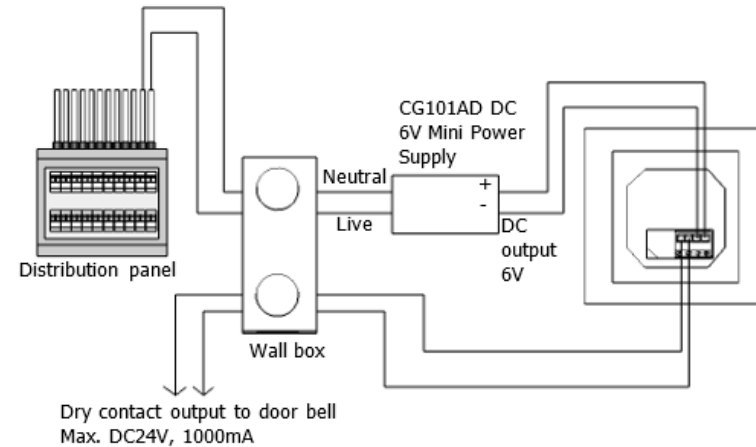 CG101AD DC
6V Mini Power
Supply
Neutral
+
-
Live
DC
output
6V
Distribution panel
Wall box
Dry contact output to door bell
Max. DC24V, 1000mA